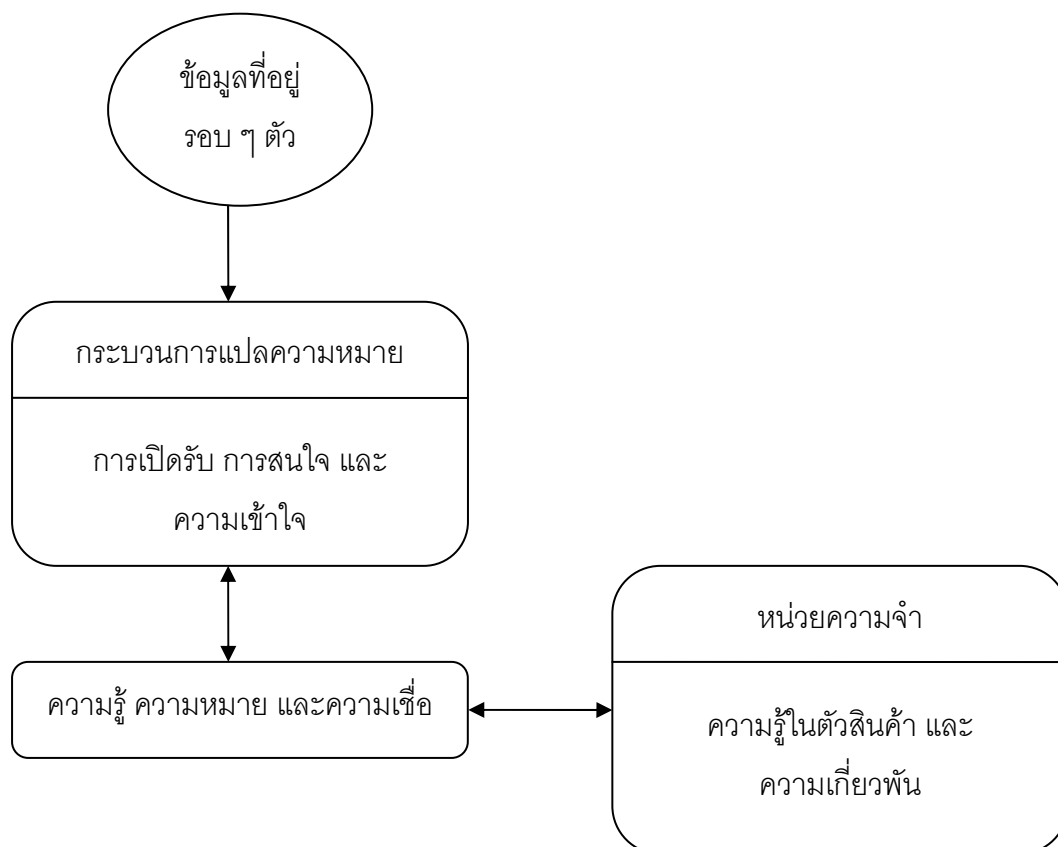 ข้อมูลที่อยู่
รอบ ๆ ตัว
กระบวนการแปลความหมาย
การเปิดรับ การสนใจ และ
ความเข้าใจ
ความรู้ ความหมาย และความเชื่อ
หน่วยความจำ
ความรู้ในตัวสินค้า และ
ความเกี่ยวพัน